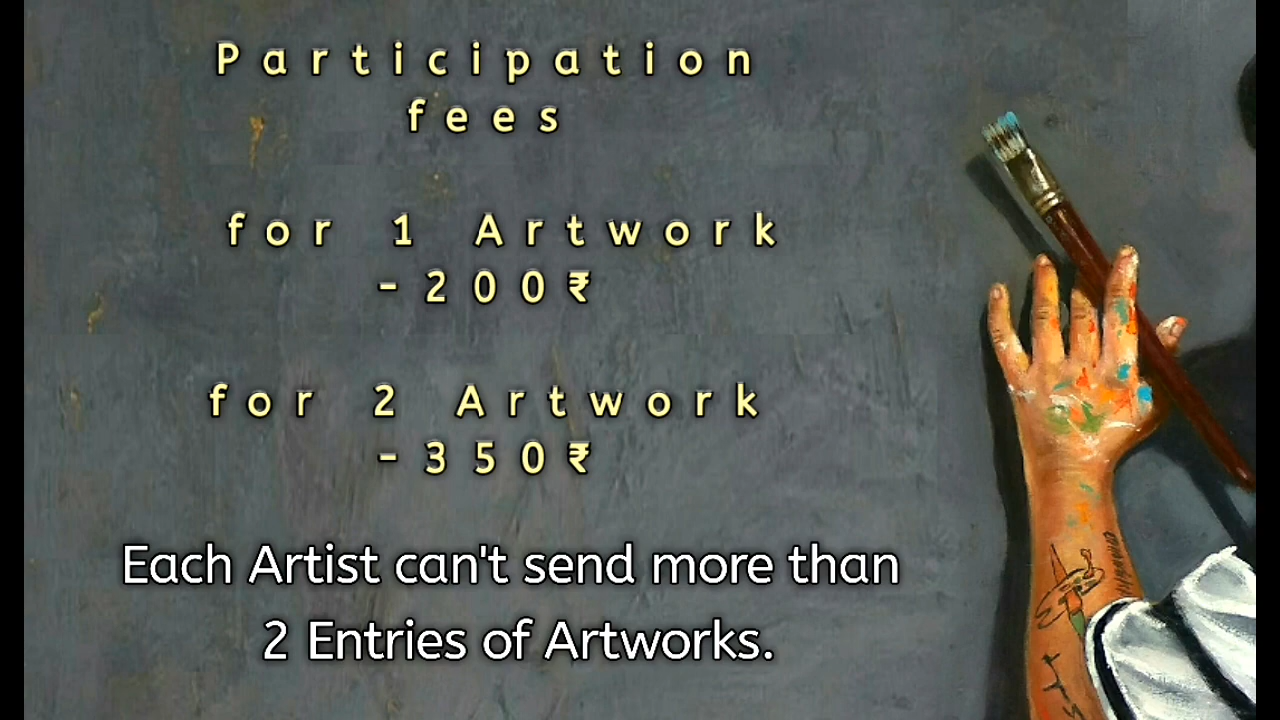 Participation
fees
for 1 Artwork
-200₹
for 2 Artwork
-350₹
Each Artist can't send more than
2 Entries of Artworks.